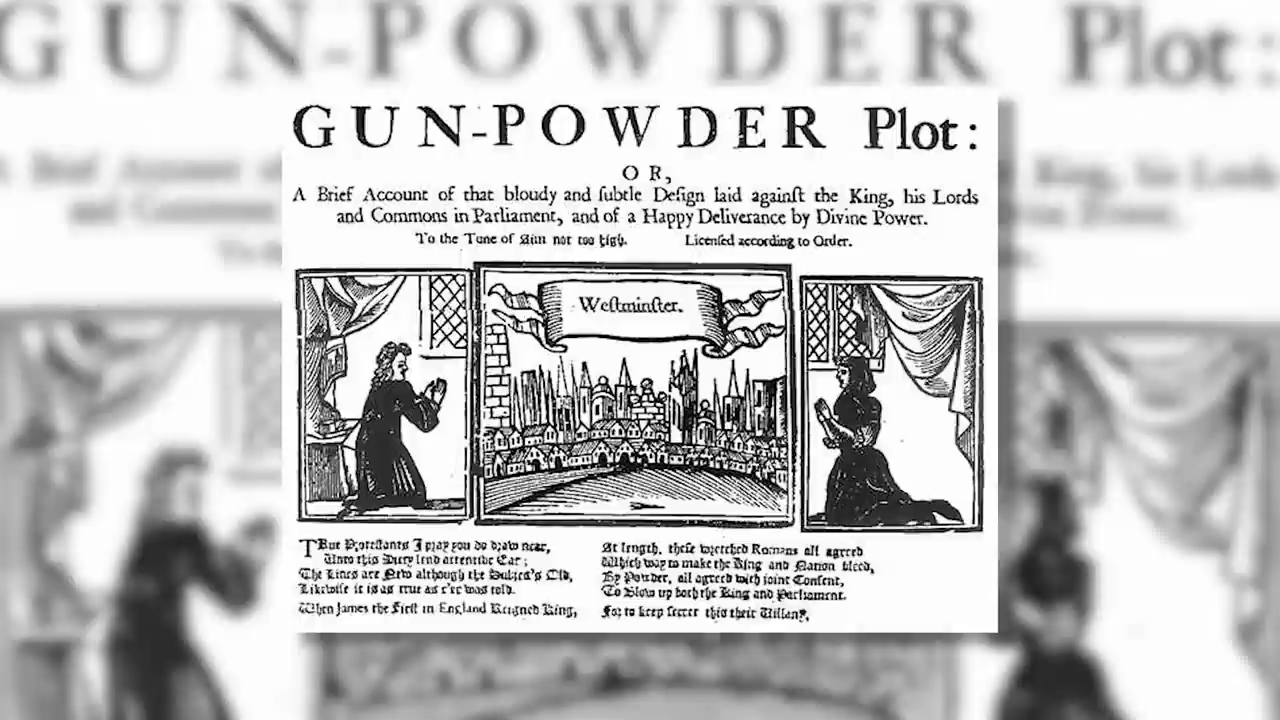 GUN-POWDER Plot:
OR,
A Brief Account of that bloudy and ſubtle Deſign laid againſt the King, his Lords
and Commons in Parliament, and of a Happy Deliverance by Divine Power.
To the Tune of Aim not too high. Licenſed according to Order.
Weſtminſter.
TRue Proteſtants I pray you do draw near,
Unto this Ditty lend attentive Ear;
The Lines are New although the Subject's Old,
Likewiſe it is as true as e'er was told.
When James the Firſt in England Reigned King,
At length, theſe wretched Romans all agreed
Which way to make the King and Nation bleed,
By Powder, all agreed with joint Conſent,
To Blow up both the King and Parliament.
For to keep ſecret this their Villany,